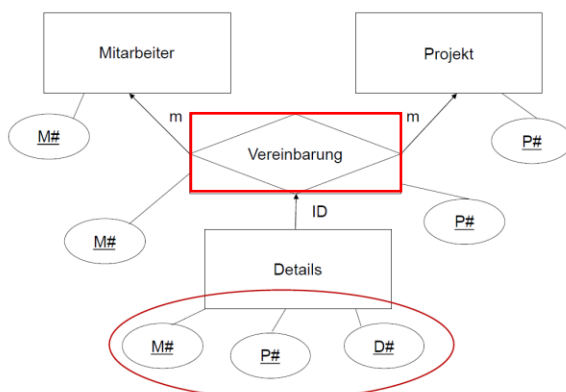 Mitarbeiter
Projekt
m
m
M#
P#
Vereinbarung
M#
P#
ID
Details
M#
P#
D#